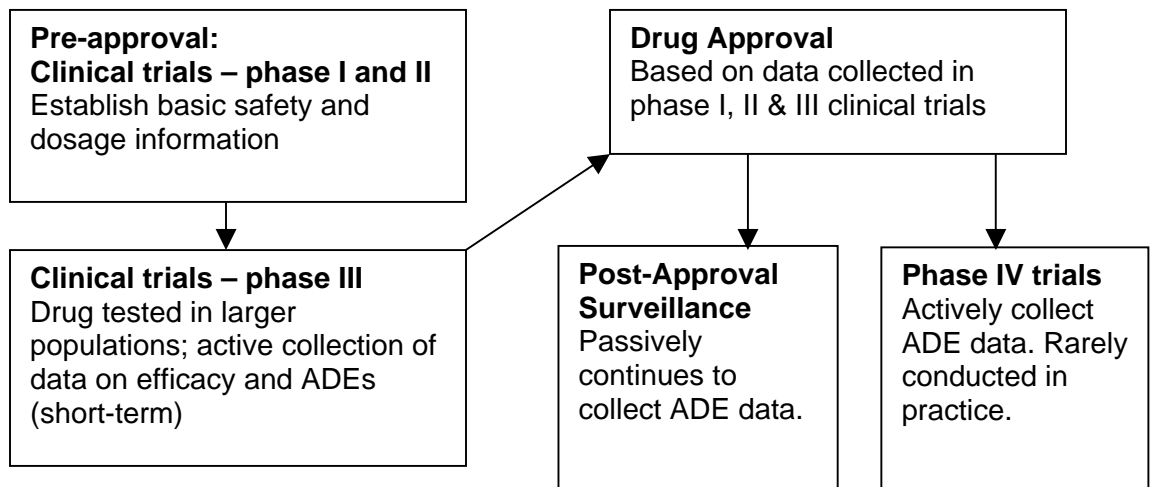 Pre-approval:
Clinical trials – phase I and II
Establish basic safety and
dosage information
Clinical trials – phase III
Drug tested in larger
populations; active collection of
data on efficacy and ADEs
(short-term)
Drug Approval
Based on data collected in
phase I, II & III clinical trials
Post-Approval
Surveillance
Passively
continues to
collect ADE data.
Phase IV trials
Actively collect
ADE data. Rarely
conducted in
practice.